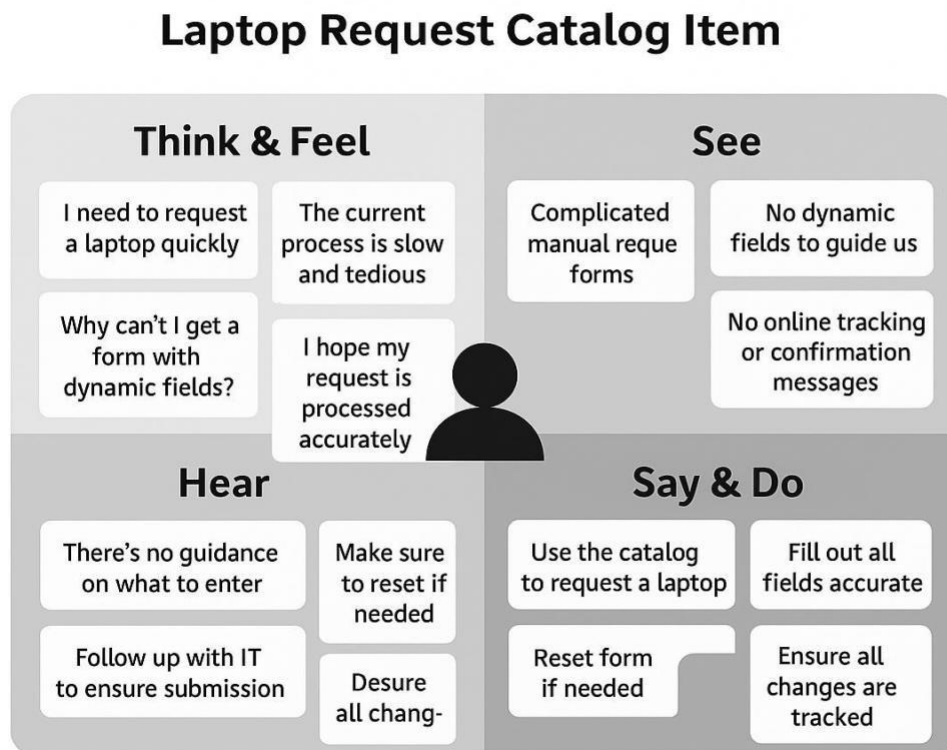 Laptop Request Catalog Item
Think & Feel
I need to request
a laptop quickly
The current
process is slow
and tedious
Why can't I get a
form with
dynamic fields?
I hope my
request is
processed
accurately
See
Complicated
manual reque
forms
No dynamic
fields to guide us
No online tracking
or confirmation
messages
Hear
There's no guidance
on what to enter
Make sure
to reset if
needed
Follow up with IT
to ensure submission
Desure
all chang-
Say & Do
Use the catalog
to request a laptop
Fill out all
fields accurate
Reset form
if needed
Ensure all
changes are
tracked